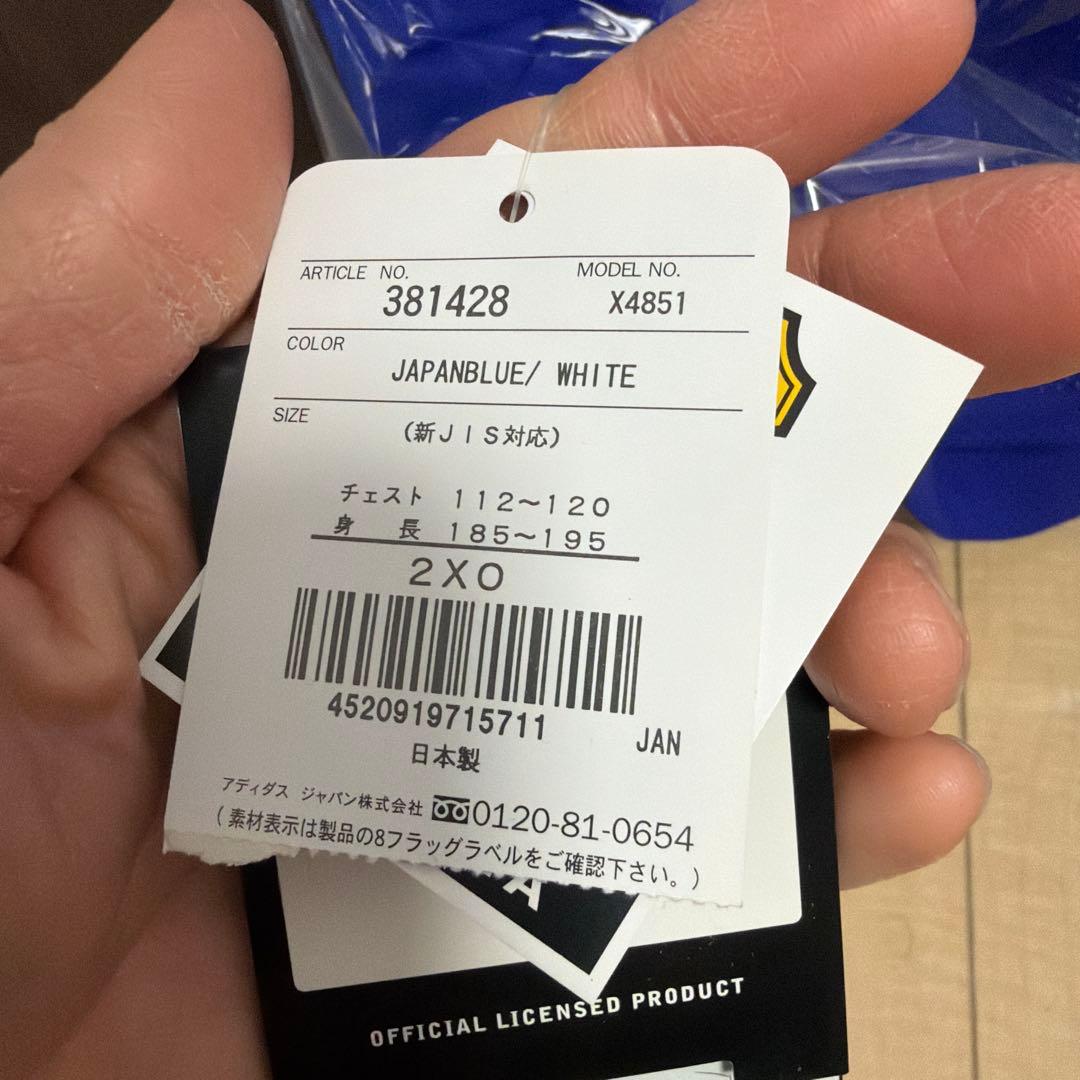 ARTICLE NO. MODEL NO.
381428 X4851
COLOR
JAPANBLUE/ WHITE
SIZE
(新JIS対応)
チェスト 112~120
身 長 185~195
2XO
4520919715711
JAN
日本製
アディダス ジャパン株式会社 0120-81-0654
(素材表示は製品の8フラッグラベルをご確認下さい。)
OFFICIAL LICENSED PRODUCT